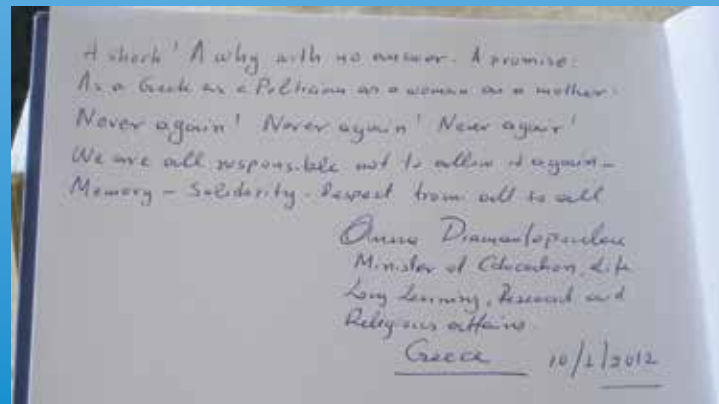 A shock! A why with no answer. A promise:
As a Greek as a Politician as a woman as a mother.
Never again! Never again! Never again!
We are all responsible not to allow it again –
Memory – Solidarity – Respect from all to all
Anna Diamantopoulou
Minister of Education, Life
Long Learning, Research and
Religious affairs
Greece 10/1/2012